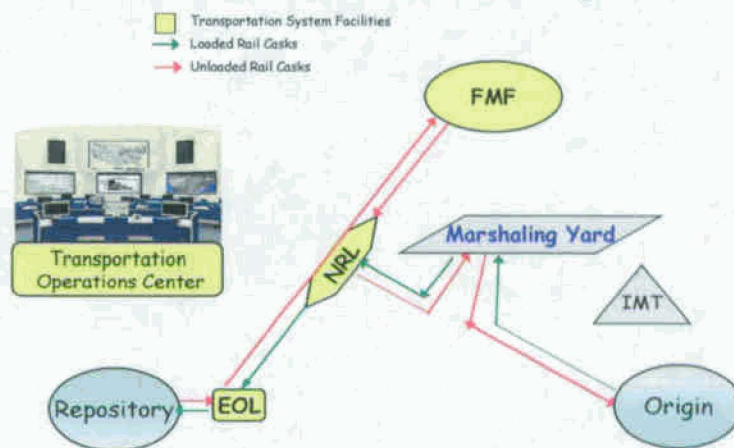 Transportation System Facilities
Loaded Rail Casks
Unloaded Rail Casks
FMF
Transportation
Operations Center
NRL
Marshaling Yard
IMT
Repository
EOL
Origin